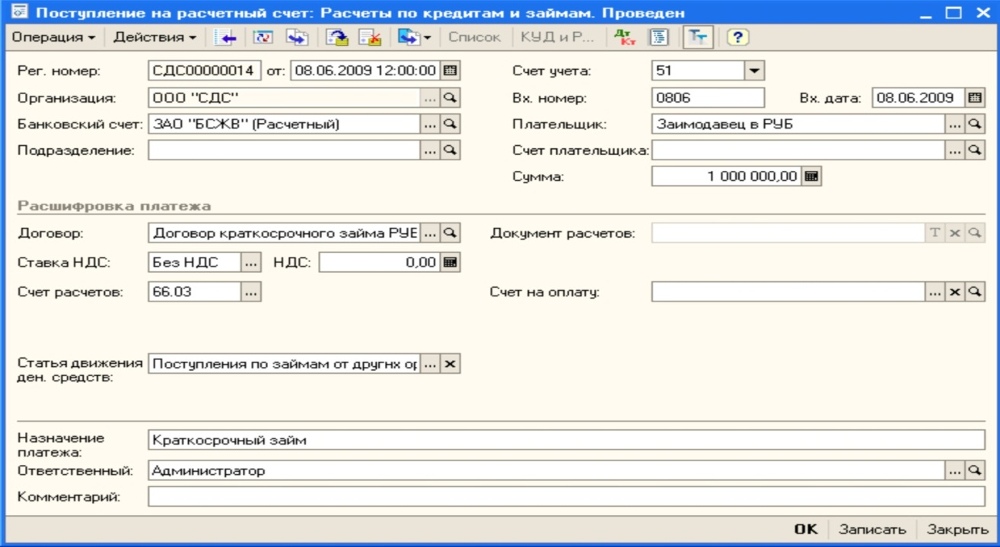 Поступление на расчетный счет: Расчеты по кредитам и займам. Проведен
Операция Действия Список КУД и Р... Дт Кт Тт ?
Рег. номер: СДС00000014 от: 08.06.2009 12:00:00 Счет учета: 51
Организация: ООО "СДС" ... Вх. номер: 0806 Вх. дата: 08.06.2009
Банковский счет: ЗАО "БСЖВ" (Расчетный) ... Плательщик: Заимодавец в РУБ ...
Подразделение: ... Счет плательщика: ...
Сумма: 1 000 000,00
Расшифровка платежа
Договор: Договор краткосрочного займа РУБ ... Документ расчетов: T x
Ставка НДС: Без НДС ... НДС: 0,00
Счет расчетов: 66.03 ... Счет на оплату: ... x
Статья движения Поступления по займам от другнх ор ... x
ден. средств:
Назначение Краткосрочный займ
платежа:
Ответственный: Администратор ...
Комментарий:
OK Записать Закрыть